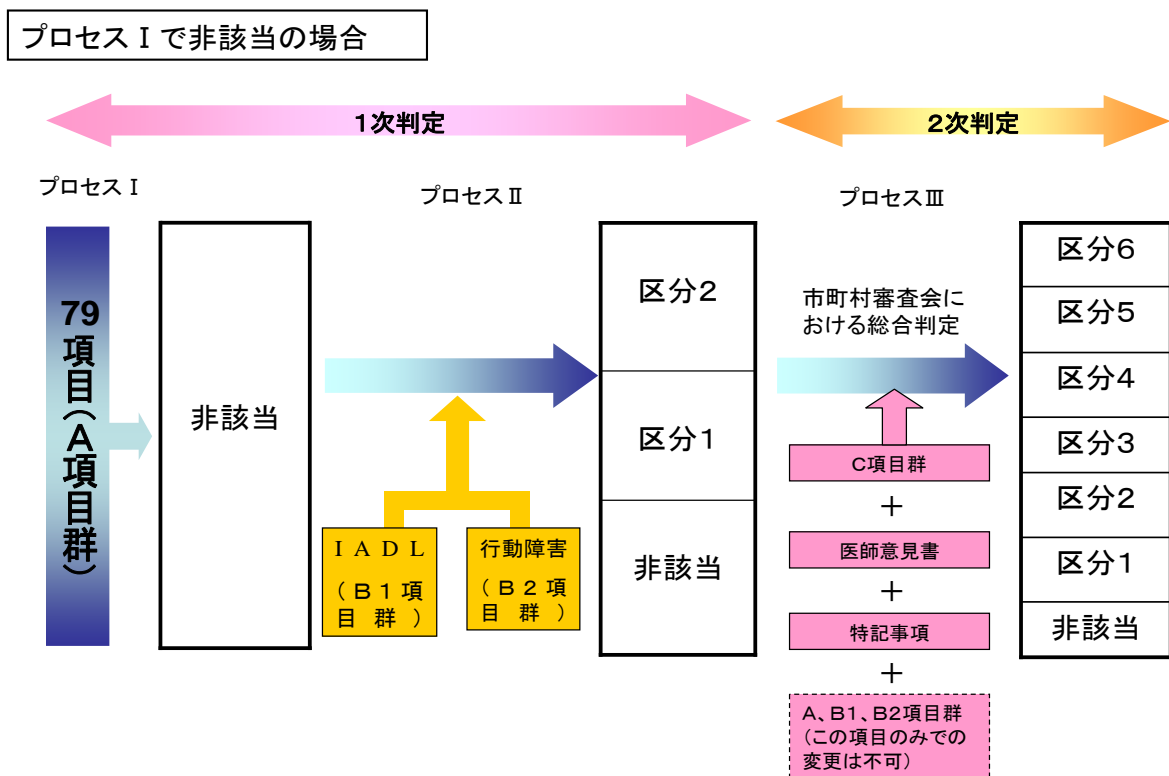 プロセスⅠで非該当の場合
1次判定
2次判定
プロセスⅠ
プロセスⅡ
プロセスⅢ
79項目(A項目群)
非該当
IADL
(B1項
目群)
行動障害
(B2項
目群)
区分2
区分1
非該当
市町村審査会に
おける総合判定
C項目群
+
医師意見書
+
特記事項
+
A、B1、B2項目群
(この項目のみでの
変更は不可)
区分6
区分5
区分4
区分3
区分2
区分1
非該当